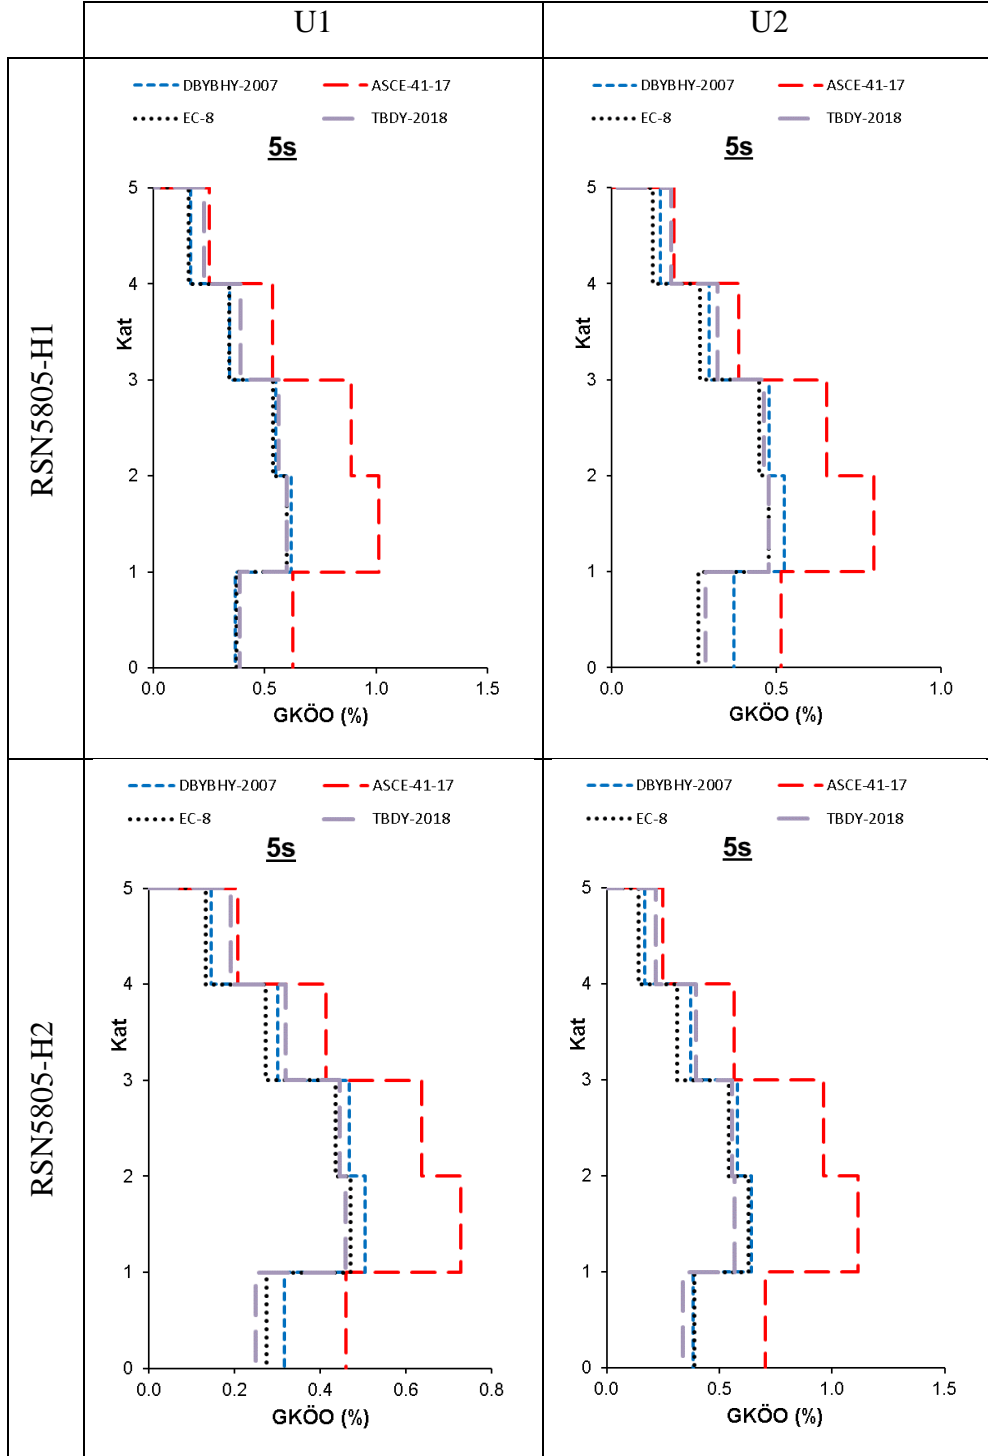 U1 U2
RSN5805-H1
DBYBHY-2007 ASCE-41-17
EC-8 TBDY-2018
5s
5
4
3
2
1
0
Kat
0.0 0.5 1.0 1.5
GKÖO (%)
DBYBHY-2007 ASCE-41-17
EC-8 TBDY-2018
5s
5
4
3
2
1
0
Kat
0.0 0.5 1.0
GKÖO (%)
RSN5805-H2
DBYBHY-2007 ASCE-41-17
EC-8 TBDY-2018
5s
5
4
3
2
1
0
Kat
0.0 0.2 0.4 0.6 0.8
GKÖO (%)
DBYBHY-2007 ASCE-41-17
EC-8 TBDY-2018
5s
5
4
3
2
1
0
Kat
0.0 0.5 1.0 1.5
GKÖO (%)